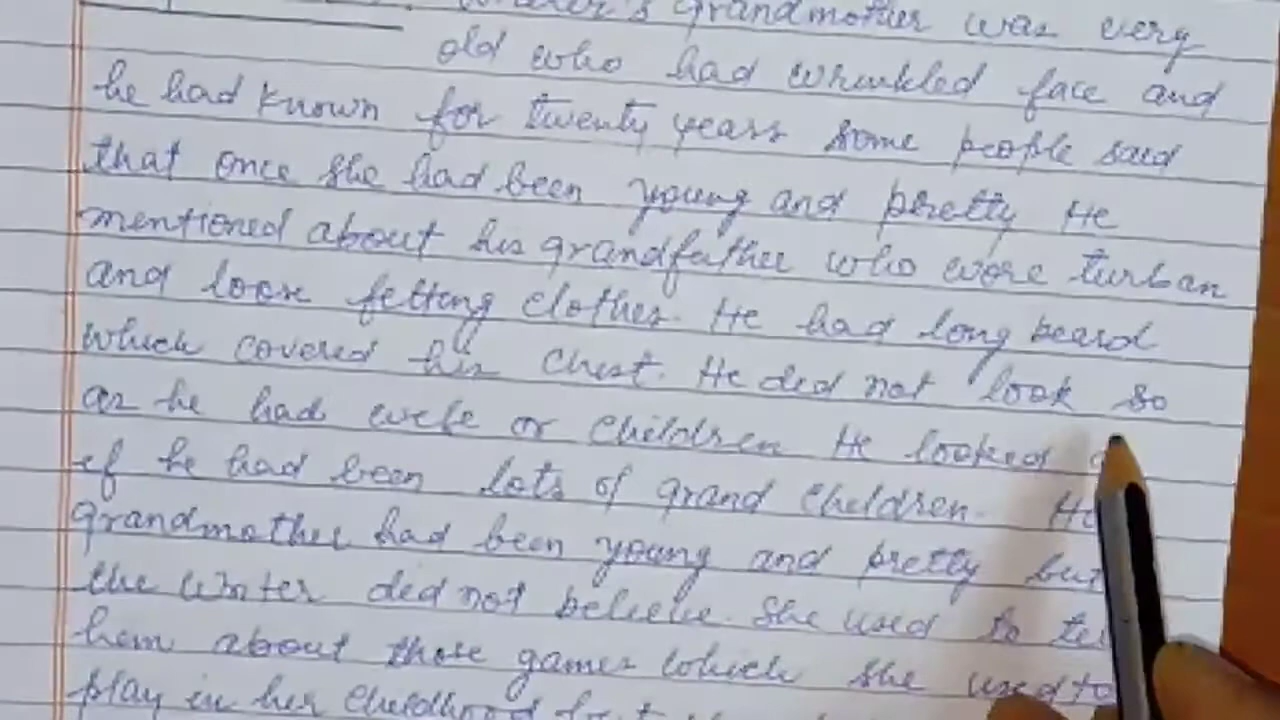 grandmother was very
old who had wrinkled face and
he had known for twenty years some people said
that once she had been young and pretty He
mentioned about his grandfather who wore turban
and loose fitting clothes. He had long beard
which covered his chest. He did not look so
as he had wife or children He looked
if he had been lots of grand children.
grandmother had been young and pretty but
the writer did not believe. She used to
him about those games which she used to
play in her childhood